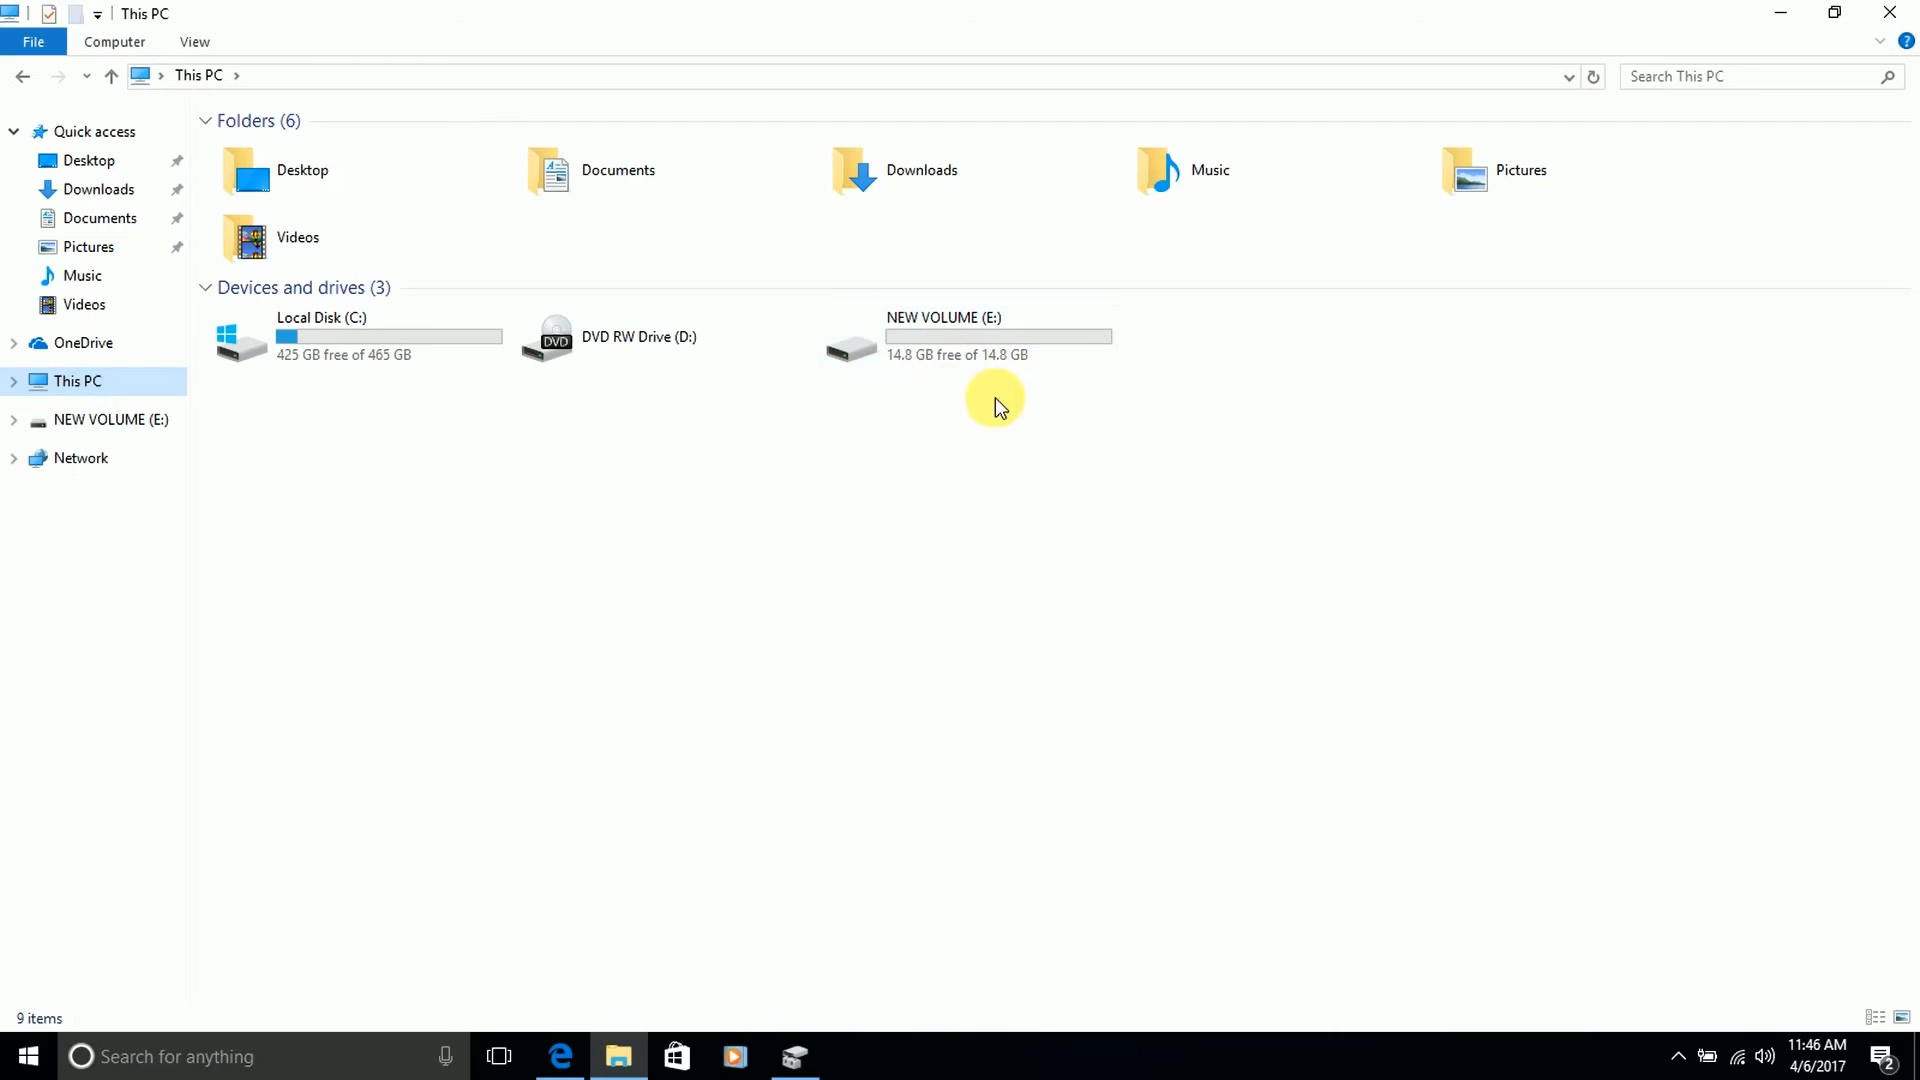 This PC
File Computer View
This PC
Search This PC
Quick access
Desktop
Downloads
Documents
Pictures
Music
Videos
OneDrive
This PC
NEW VOLUME (E:)
Network
Folders (6)
Desktop Documents Downloads Music Pictures
Videos
Devices and drives (3)
Local Disk (C:)
425 GB free of 465 GB
DVD
DVD RW Drive (D:)
NEW VOLUME (E:)
14.8 GB free of 14.8 GB
9 items
Search for anything
11:46 AM
4/6/2017
2